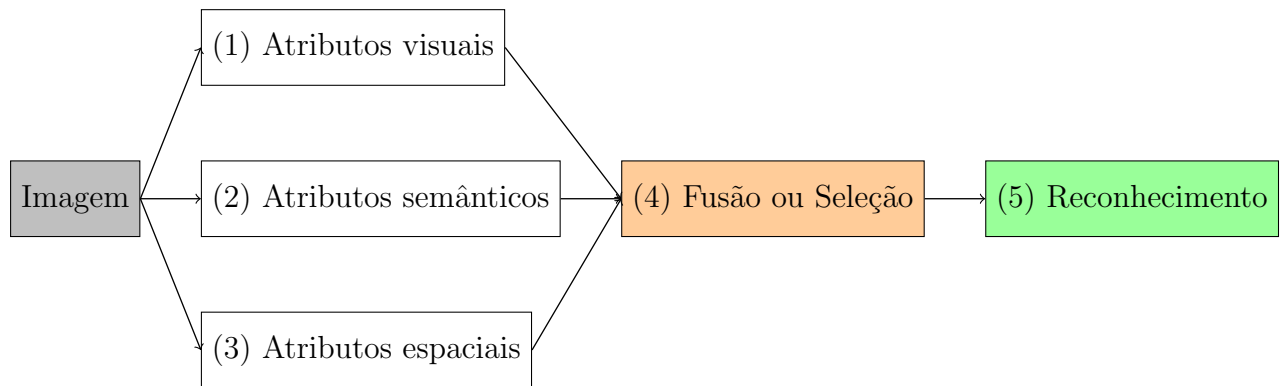 (1) Atributos visuais
Imagem
(2) Atributos semânticos
(4) Fusão ou Seleção
(5) Reconhecimento
(3) Atributos espaciais